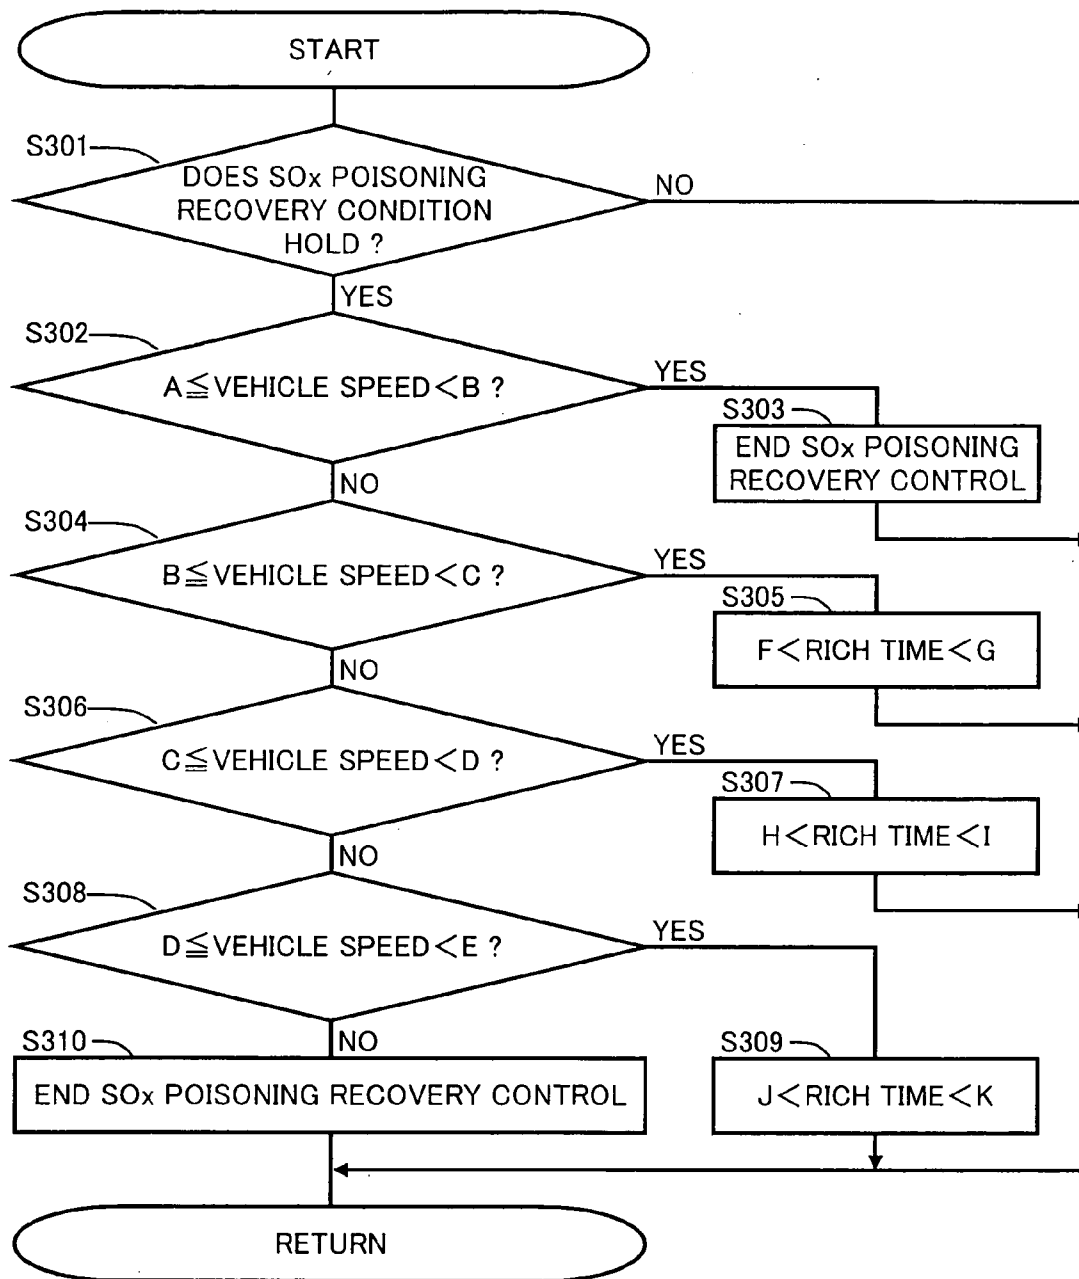 START
S301
DOES SOx POISONING
RECOVERY CONDITION
HOLD ?
NO
YES
S302
A≦VEHICLE SPEED<B ?
YES
S303
END SOx POISONING
RECOVERY CONTROL
NO
S304
B≦VEHICLE SPEED<C ?
YES
S305
F<RICH TIME<G
NO
S306
C≦VEHICLE SPEED<D ?
YES
S307
H<RICH TIME<I
NO
S308
D≦VEHICLE SPEED<E ?
YES
NO
S310
END SOx POISONING RECOVERY CONTROL
S309
J<RICH TIME<K
RETURN